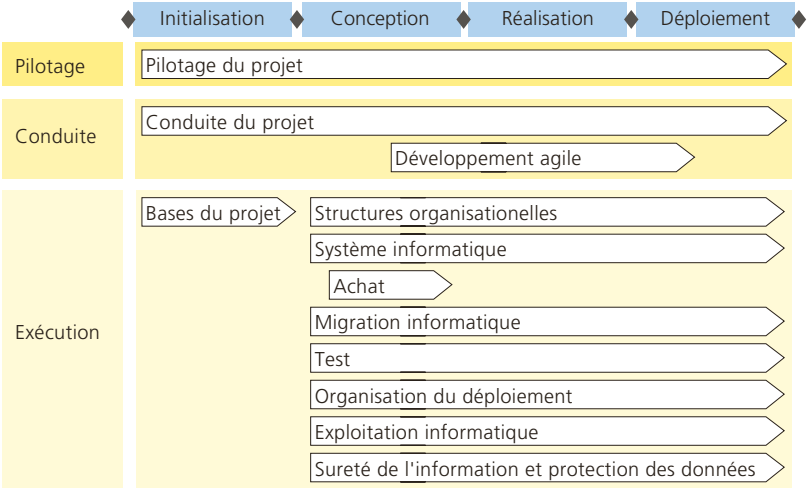 Initialisation Conception Réalisation Déploiement
Pilotage Pilotage du projet
Conduite Conduite du projet
Développement agile
Bases du projet Structures organisationelles
Système informatique
Achat
Exécution Migration informatique
Test
Organisation du déploiement
Exploitation informatique
Sureté de l'information et protection des données